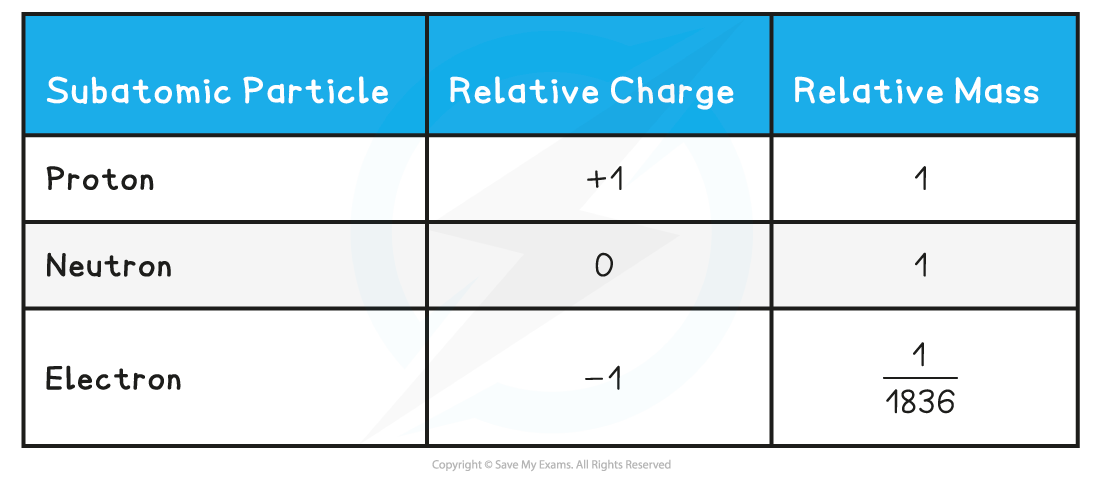 Subatomic Particle Relative Charge Relative Mass
Proton +1 1
Neutron 0 1
Electron −1 1
1836
Copyright © Save My Exams. All Rights Reserved